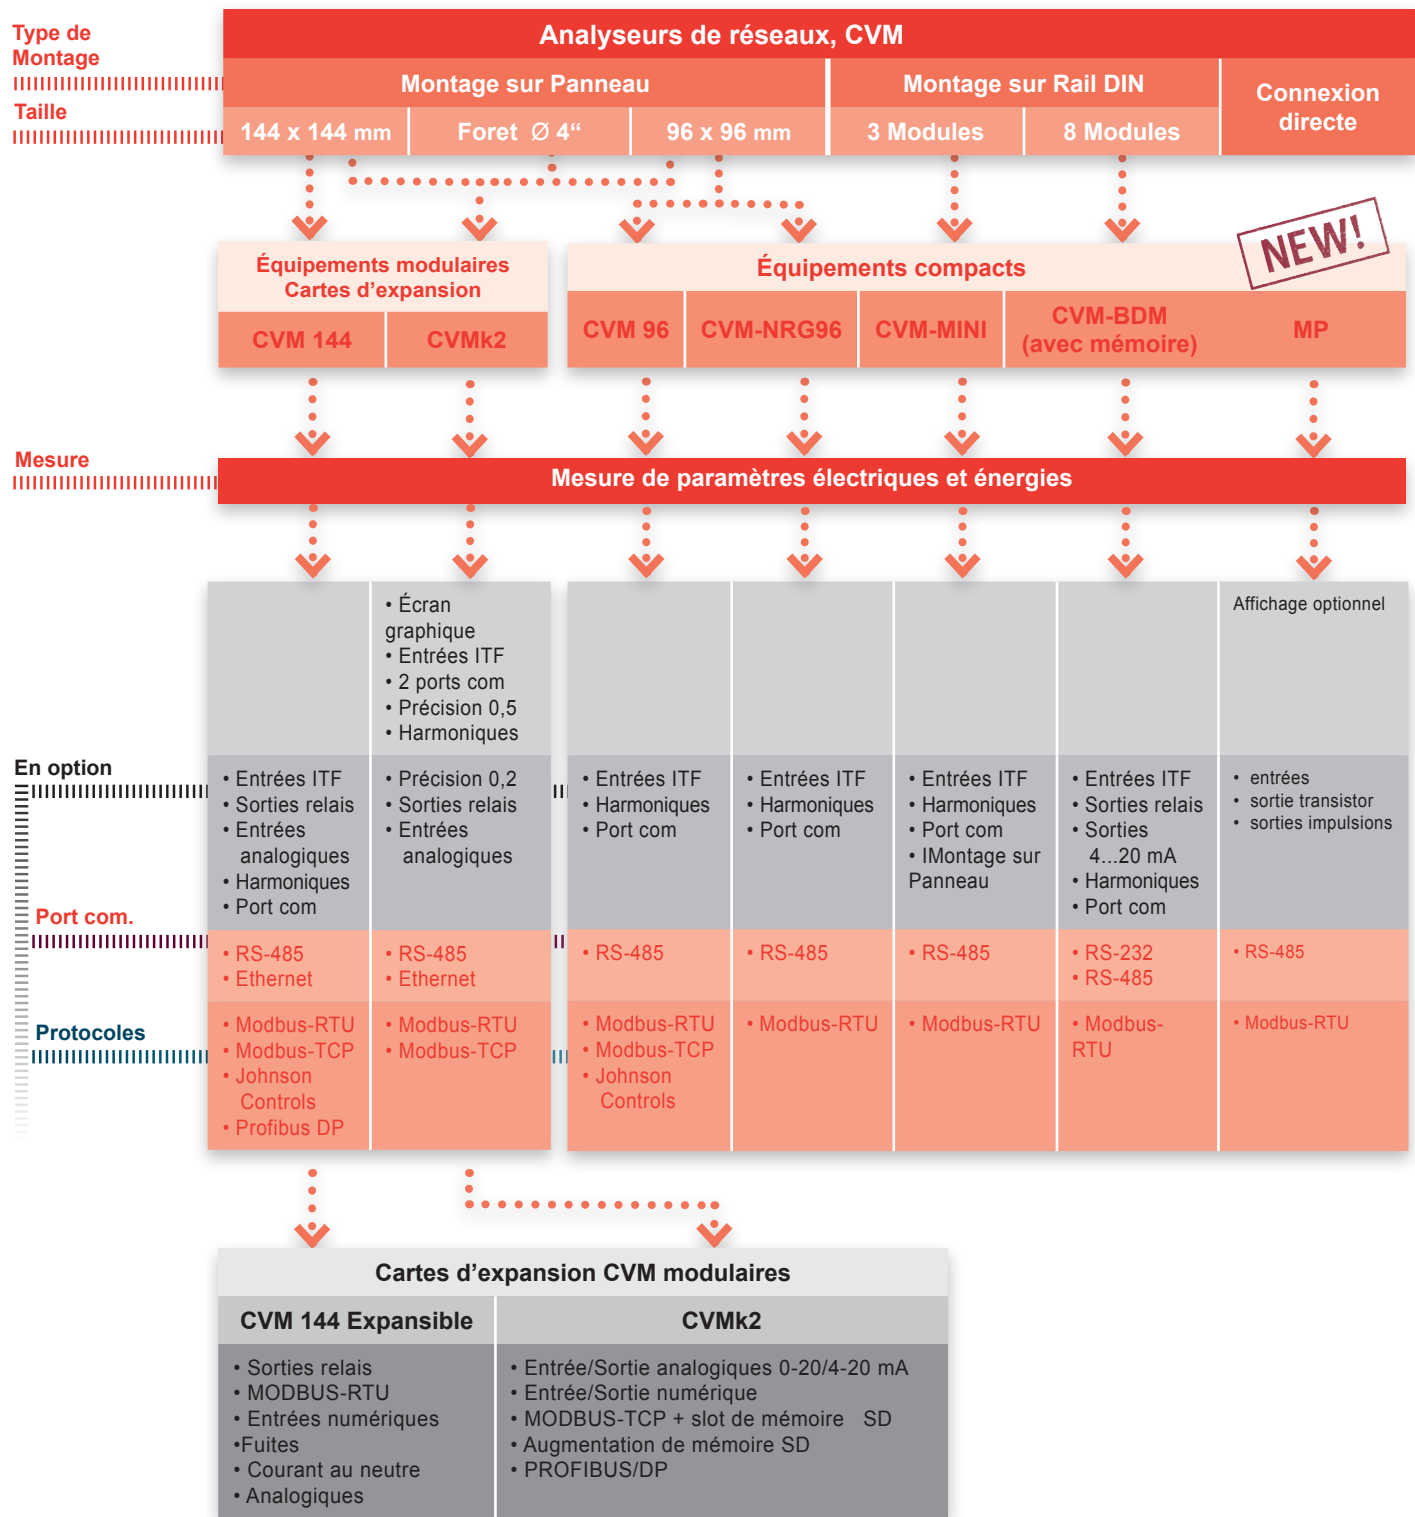 Type de
Montage
Taille
Analyseurs de réseaux, CVM
Montage sur Panneau
Montage sur Rail DIN
Connexion
directe
144 x 144 mm
Foret Ø 4“
96 x 96 mm
3 Modules
8 Modules
NEW!
Équipements modulaires
Cartes d’expansion
CVM 144
CVMk2
Équipements compacts
CVM 96
CVM-NRG96
CVM-MINI
CVM-BDM
(avec mémoire)
MP
Mesure
Mesure de paramètres électriques et énergies
• Écran
graphique
• Entrées ITF
• 2 ports com
• Précision 0,5
• Harmoniques
Affichage optionnel
En option
• Entrées ITF
• Sorties relais
• Entrées
analogiques
• Harmoniques
• Port com
• Précision 0,2
• Sorties relais
• Entrées
analogiques
• Entrées ITF
• Harmoniques
• Port com
• Entrées ITF
• Harmoniques
• Port com
• Entrées ITF
• Harmoniques
• Port com
• IMontage sur
Panneau
• Entrées ITF
• Sorties relais
• Sorties
4...20 mA
• Harmoniques
• Port com
• entrées
• sortie transistor
• sorties impulsions
Port com.
• RS-485
• Ethernet
• RS-485
• Ethernet
• RS-485
• RS-485
• RS-485
• RS-232
• RS-485
• RS-485
Protocoles
• Modbus-RTU
• Modbus-TCP
• Johnson
Controls
• Profibus DP
• Modbus-RTU
• Modbus-TCP
• Modbus-RTU
• Modbus-TCP
• Johnson
Controls
• Modbus-RTU
• Modbus-RTU
• Modbus-
RTU
• Modbus-RTU
Cartes d’expansion CVM modulaires
CVM 144 Expansible
CVMk2
• Sorties relais
• MODBUS-RTU
• Entrées numériques
•Fuites
• Courant au neutre
• Analogiques
• Entrée/Sortie analogiques 0-20/4-20 mA
• Entrée/Sortie numérique
• MODBUS-TCP + slot de mémoire SD
• Augmentation de mémoire SD
• PROFIBUS/DP